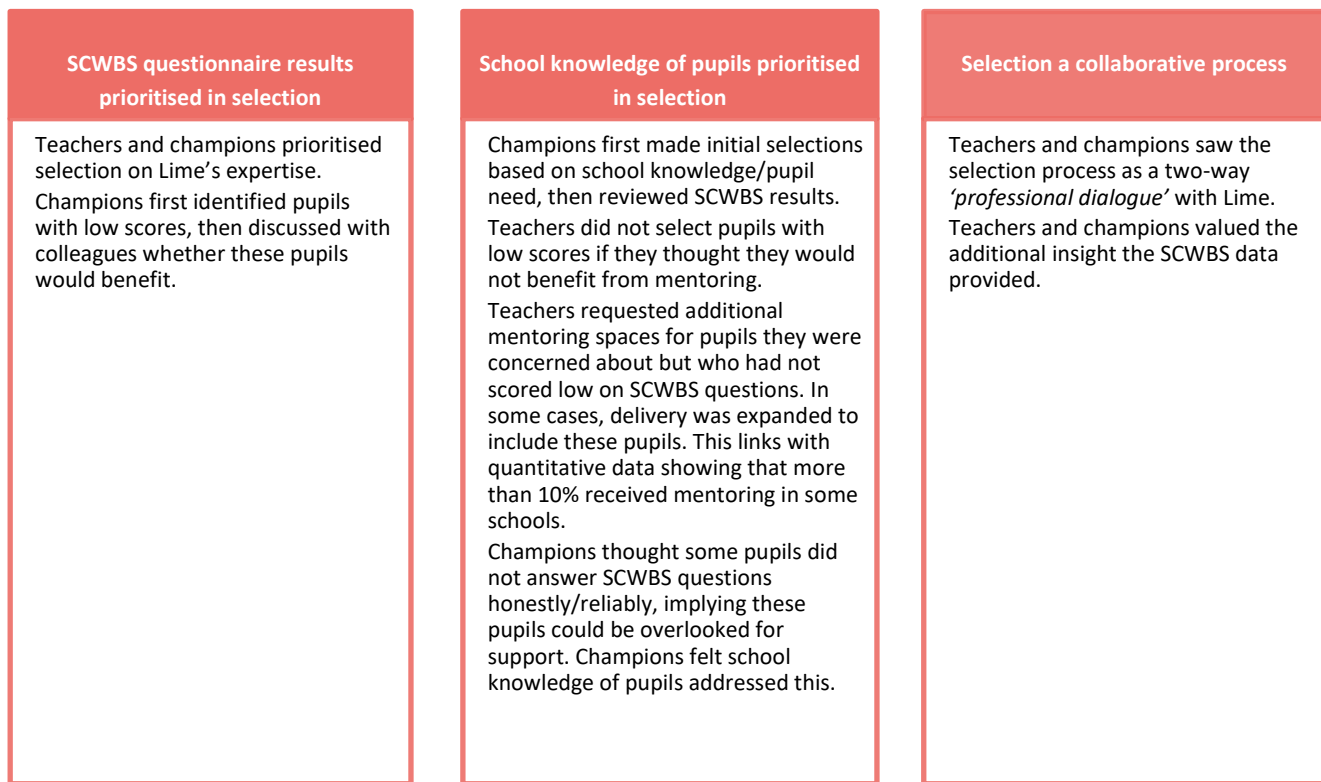 SCWBS questionnaire results
prioritised in selection
Teachers and champions prioritised
selection on Lime’s expertise.
Champions first identified pupils
with low scores, then discussed with
colleagues whether these pupils
would benefit.
School knowledge of pupils prioritised
in selection
Champions first made initial selections
based on school knowledge/pupil
need, then reviewed SCWBS results.
Teachers did not select pupils with
low scores if they thought they would
not benefit from mentoring.
Teachers requested additional
mentoring spaces for pupils they were
concerned about but who had not
scored low on SCWBS questions. In
some cases, delivery was expanded to
include these pupils. This links with
quantitative data showing that more
than 10% received mentoring in some
schools.
Champions thought some pupils did
not answer SCWBS questions
honestly/reliably, implying these
pupils could be overlooked for
support. Champions felt school
knowledge of pupils addressed this.
Selection a collaborative process
Teachers and champions saw the
selection process as a two-way
‘professional dialogue’ with Lime.
Teachers and champions valued the
additional insight the SCWBS data
provided.